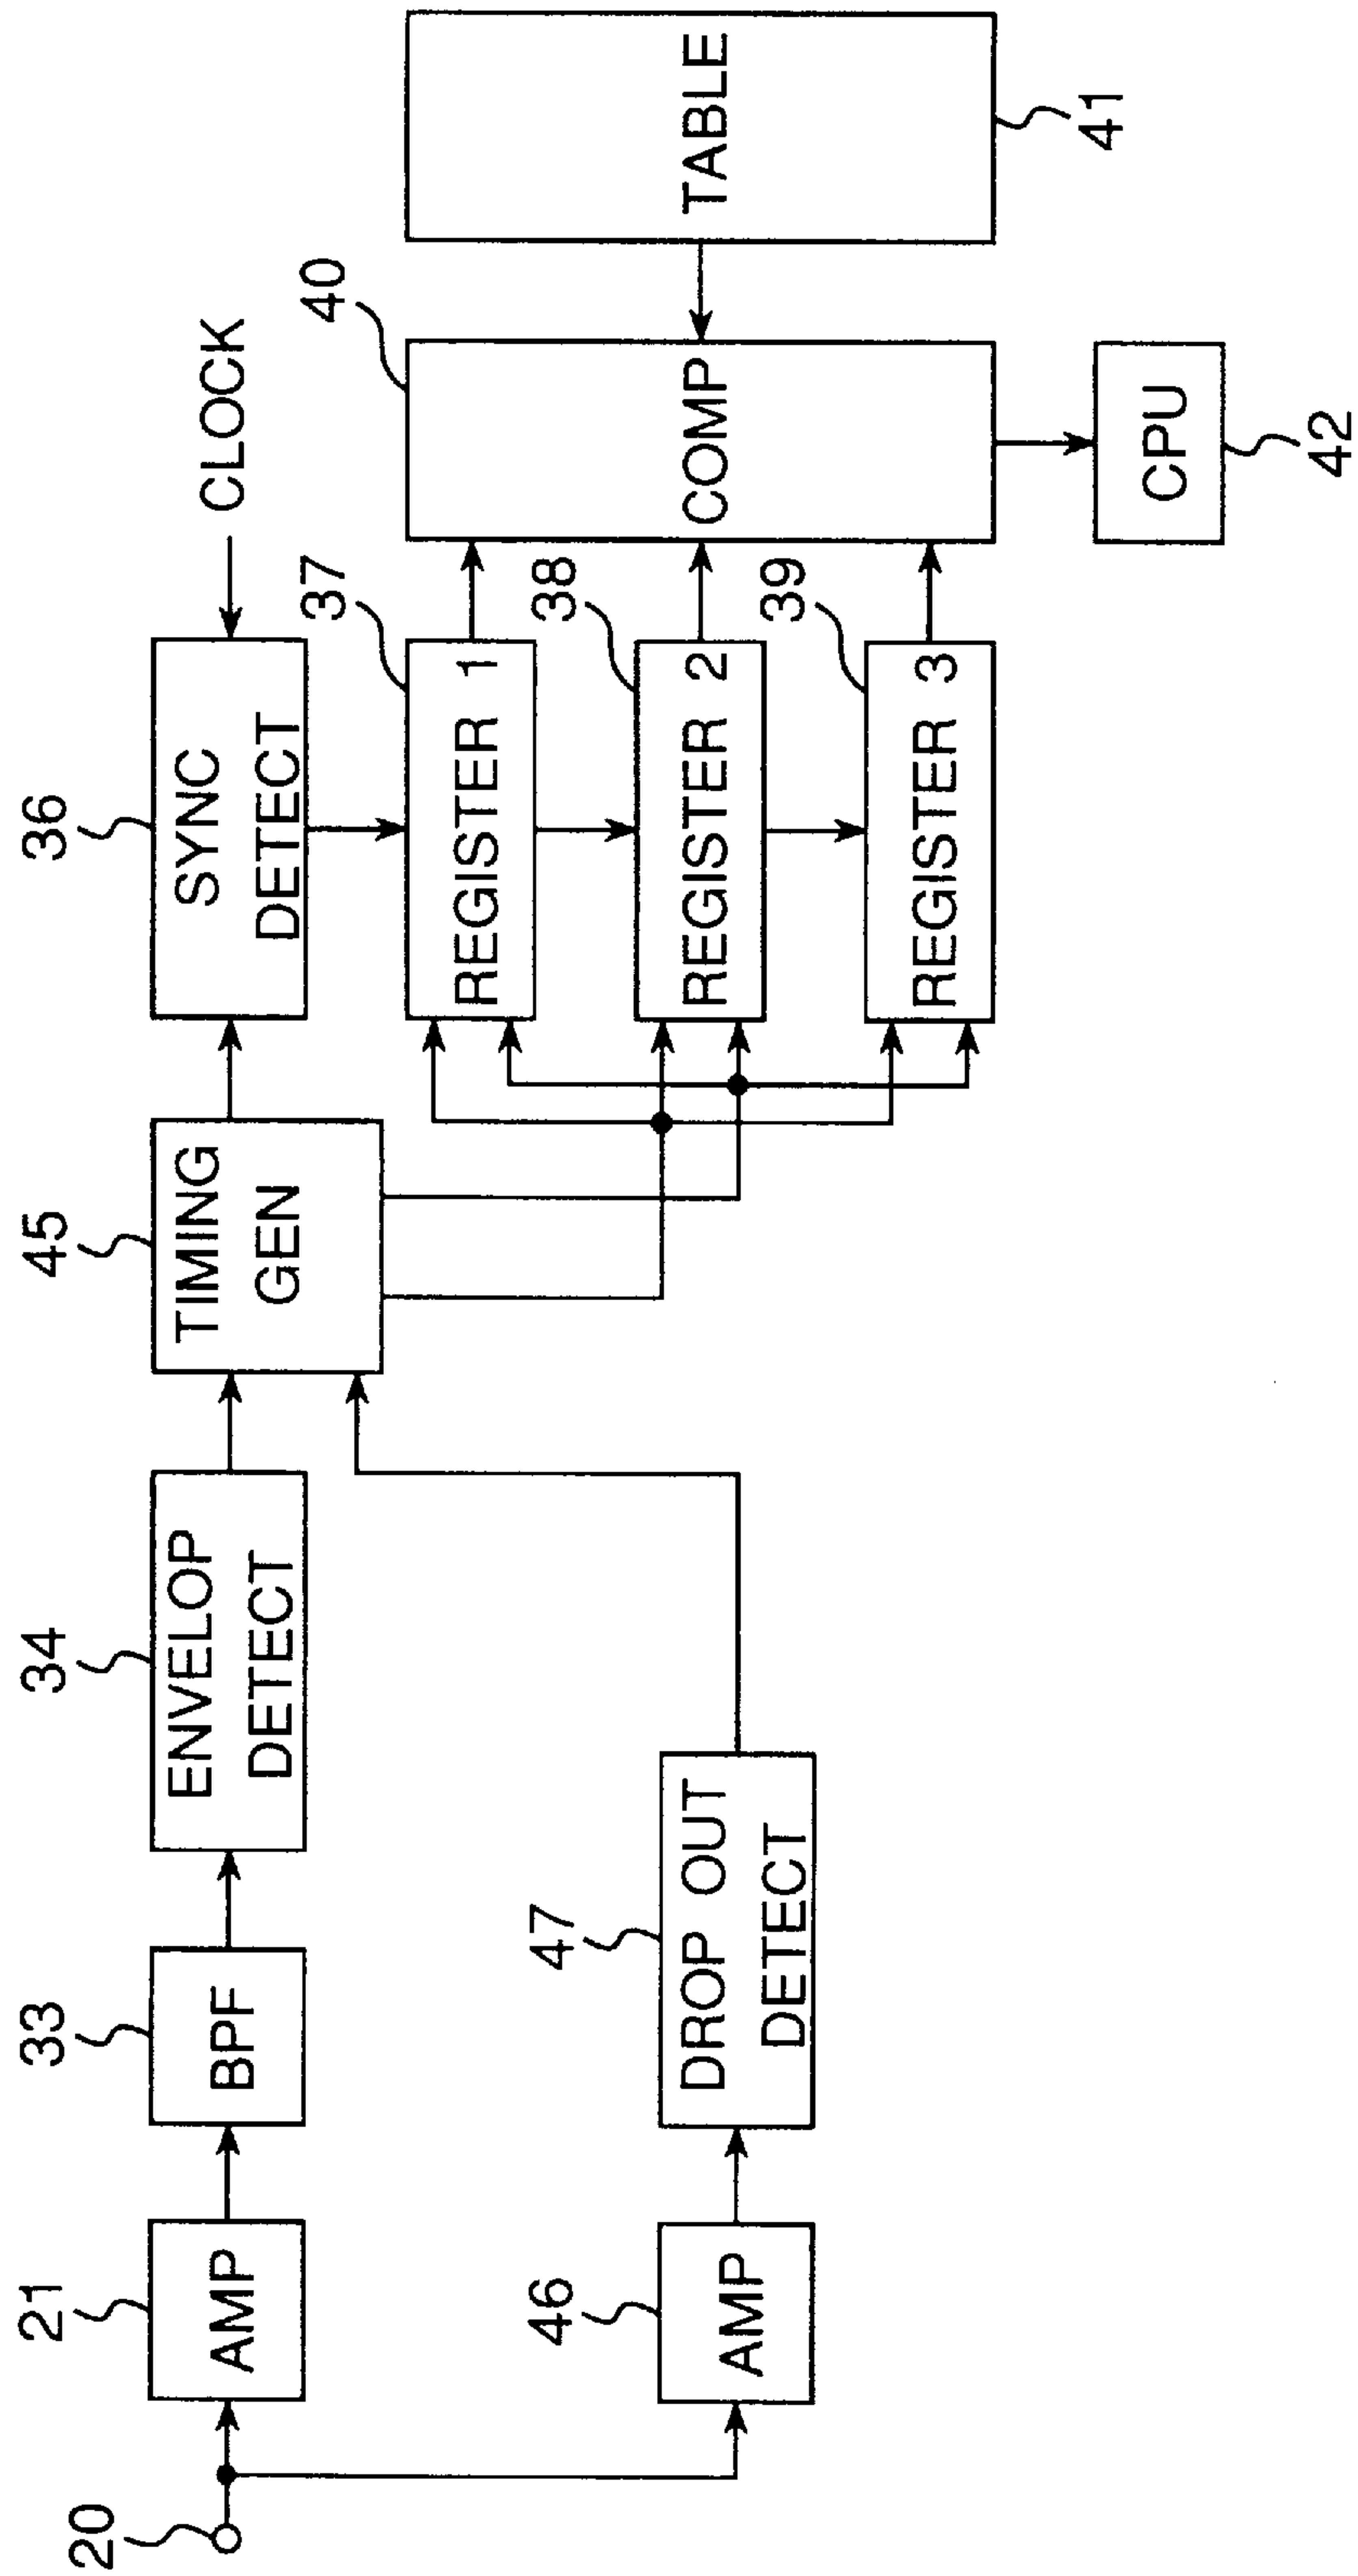 20
21
AMP
33
BPF
34
ENVELOP
DETECT
45
TIMING
GEN
36
SYNC
DETECT
CLOCK
46
AMP
47
DROP OUT
DETECT
37
REGISTER 1
38
REGISTER 2
39
REGISTER 3
40
COMP
TABLE
41
CPU
42